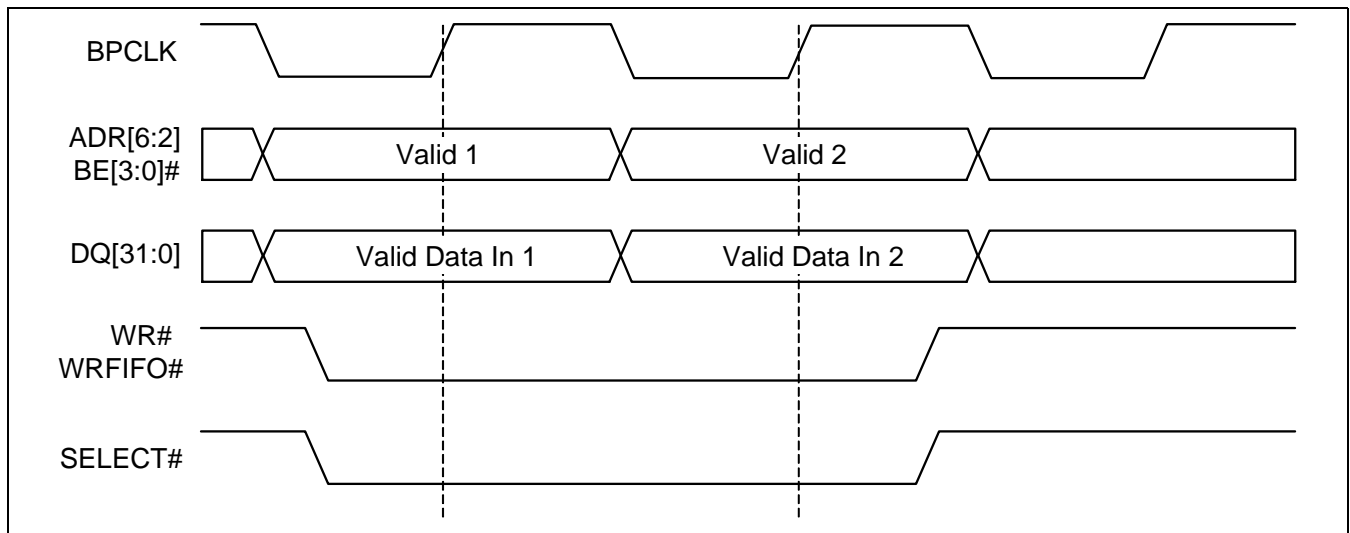 BPCLK
ADR[6:2]
BE[3:0]#
Valid 1
Valid 2
DQ[31:0]
Valid Data In 1
Valid Data In 2
WR#
WRFIFO#
SELECT#